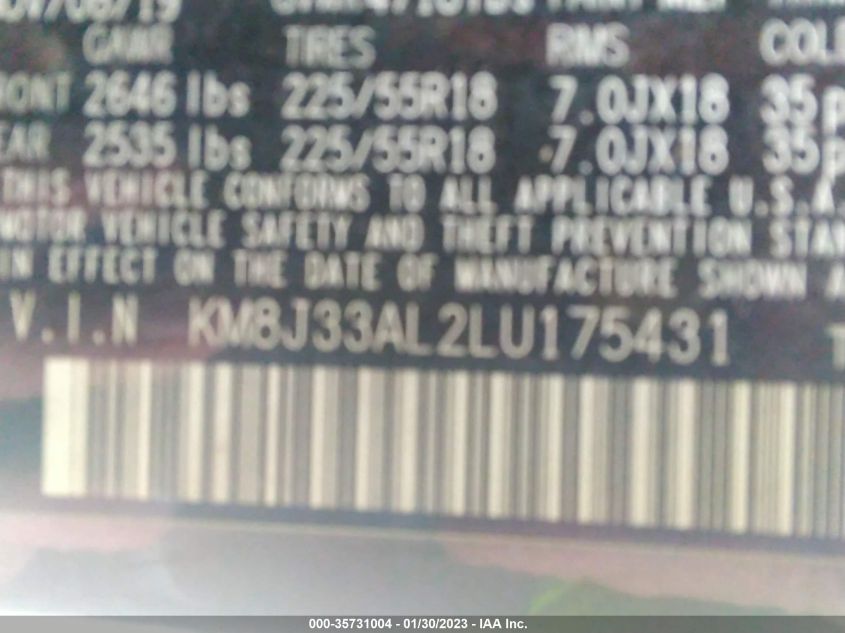 GAWR TIRES RIMS
2646 lbs 225/55R18 7.0JX18
2535 lbs 225/55R18 7.0JX18
THIS VEHICLE CONFORMS TO ALL APPLICABLE U.S.A.
MOTOR VEHICLE SAFETY AND THEFT PREVENTION
IN EFFECT ON THE DATE OF MANUFACTURE SHOWN
V.I.N KM8J33AL2LU175431
000-35731004 - 01/30/2023 - IAA Inc.